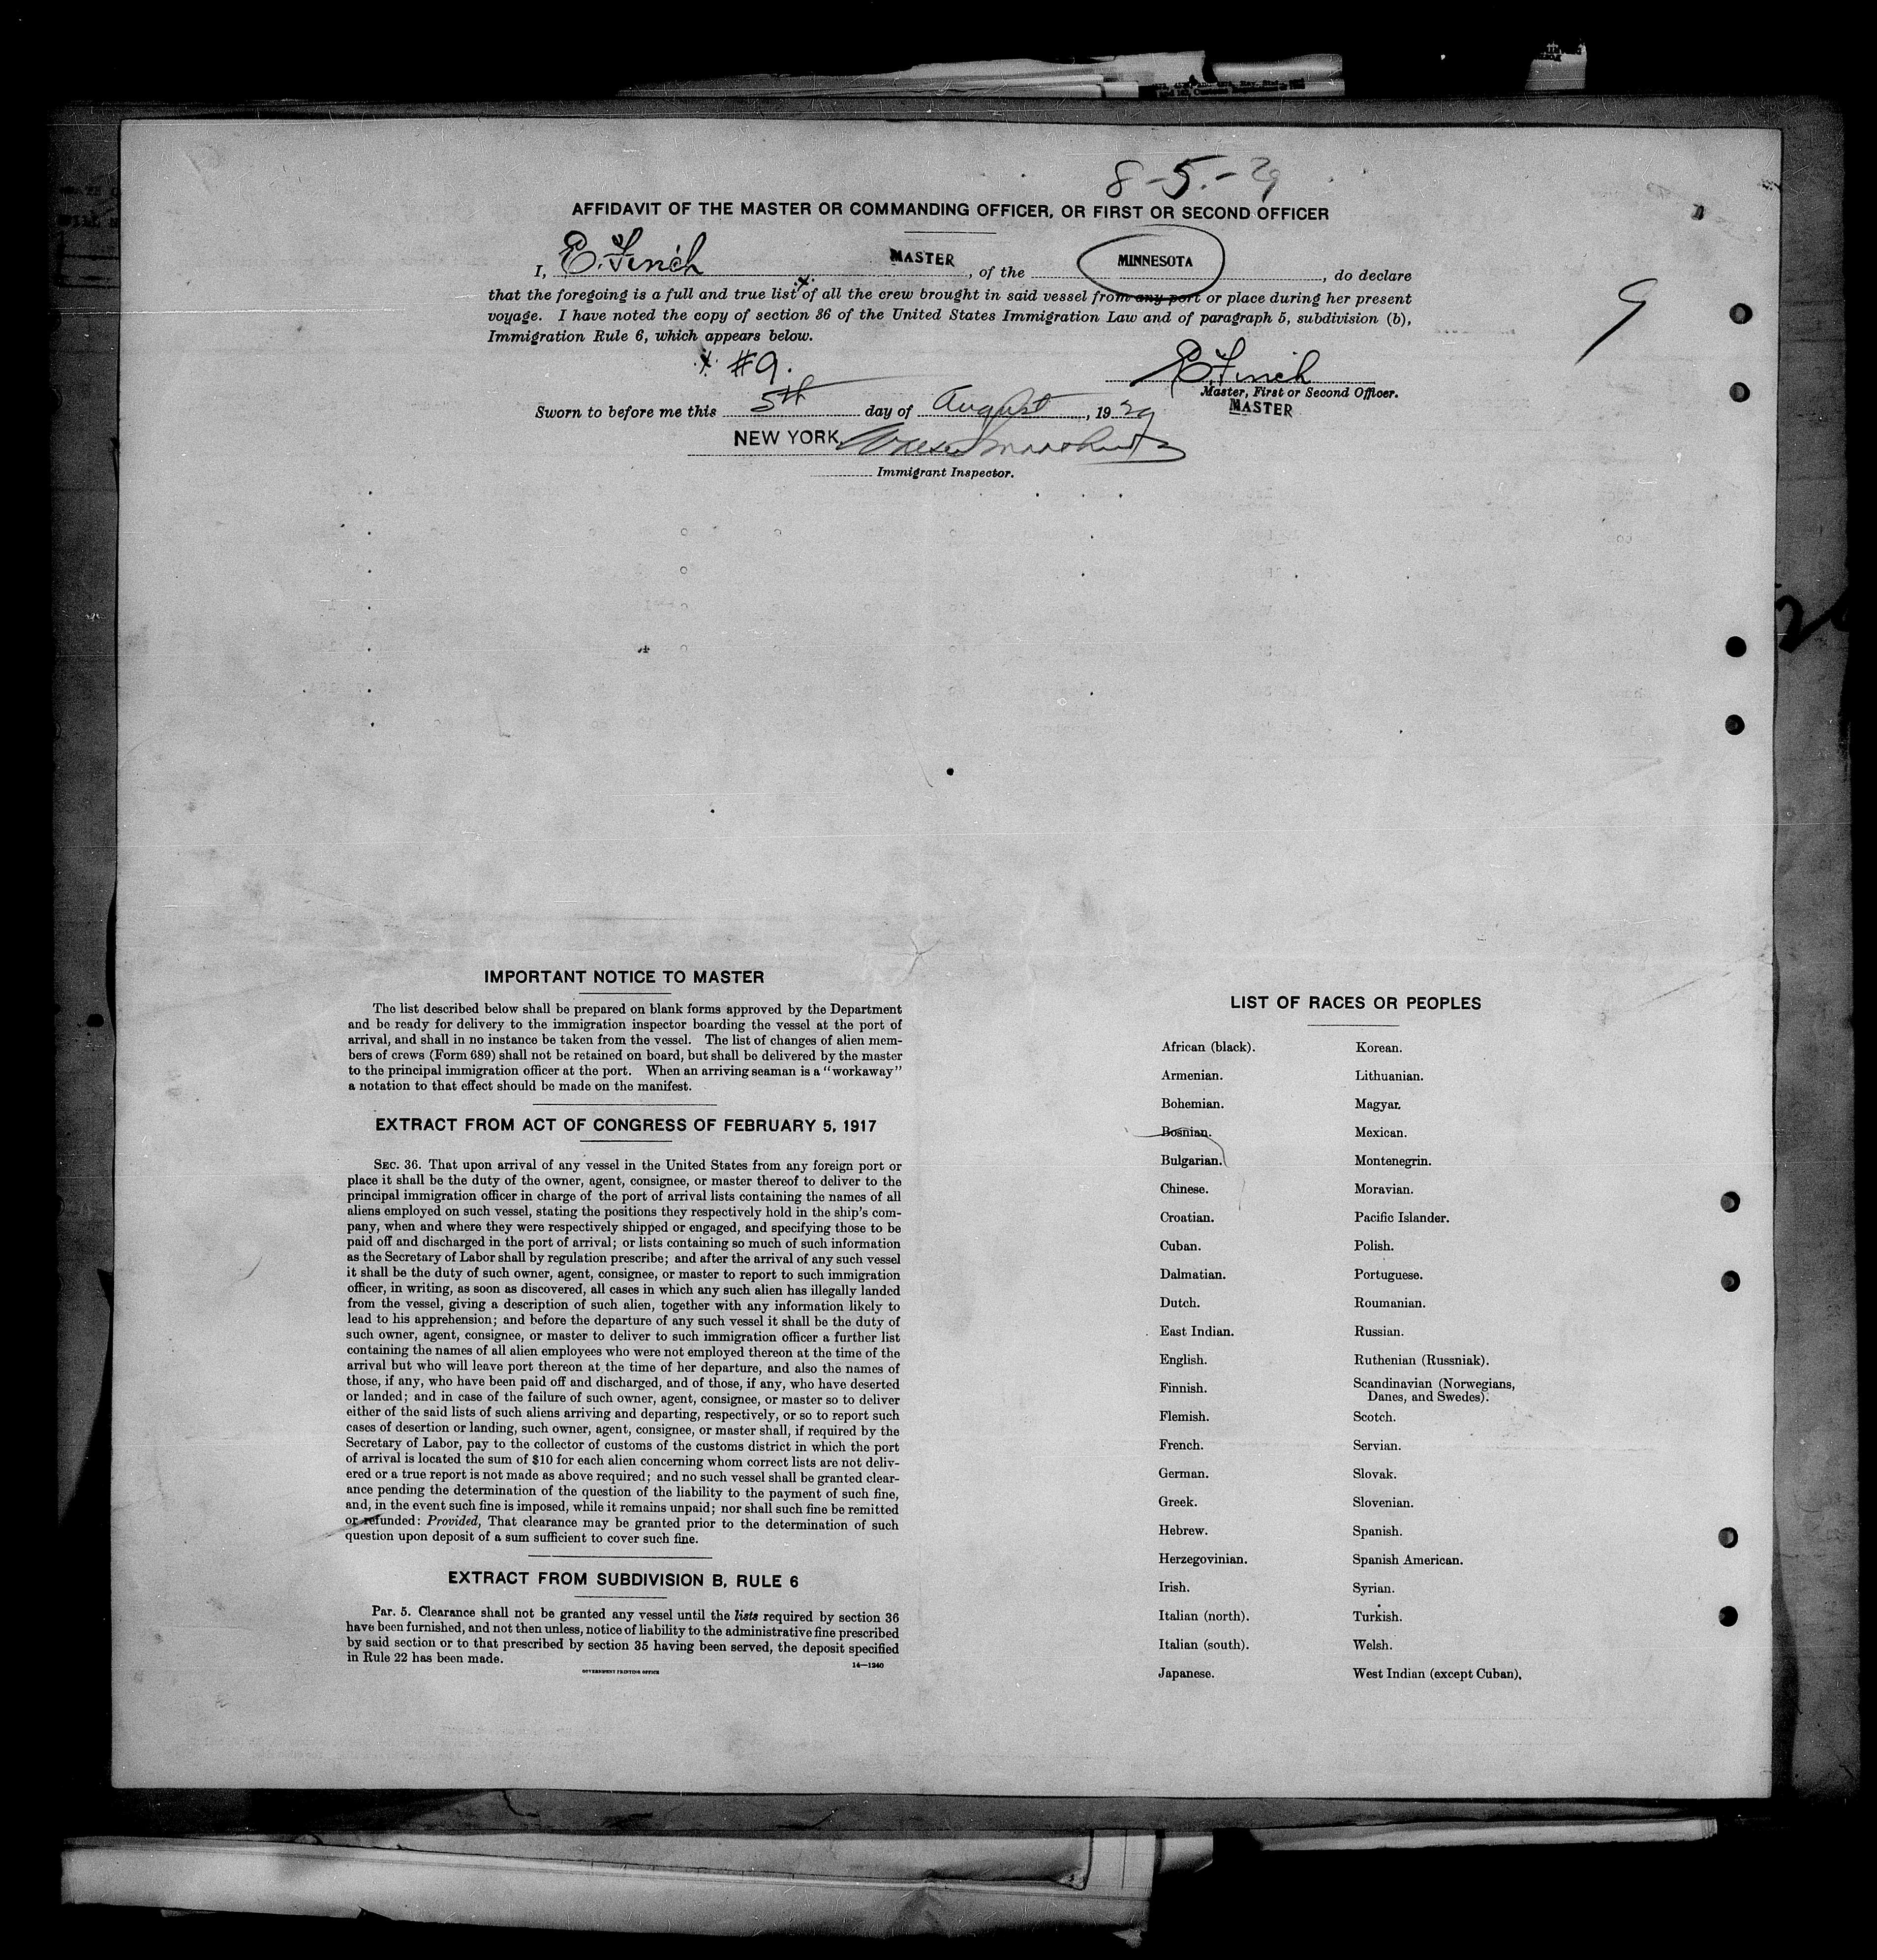 8-5.-29
AFFIDAVIT OF THE MASTER OR COMMANDING OFFICER, OR FIRST OR SECOND OFFICER
I, E. Finch MASTER, of the MINNESOTA, do declare
that the foregoing is a full and true list x of all the crew brought in said vessel from any port or place during her present
voyage. I have noted the copy of section 36 of the United States Immigration Law and of paragraph 5, subdivision (b),
Immigration Rule 6, which appears below.
9
x #9.
E. Finch
Master, First or Second Officer.
MASTER
Sworn to before me this 5th day of August, 1929
NEW YORK
Immigrant Inspector.
IMPORTANT NOTICE TO MASTER
The list described below shall be prepared on blank forms approved by the Department
and be ready for delivery to the immigration inspector boarding the vessel at the port of
arrival, and shall in no instance be taken from the vessel. The list of changes of alien mem-
bers of crews (Form 689) shall not be retained on board, but shall be delivered by the master
to the principal immigration officer at the port. When an arriving seaman is a "workaway"
a notation to that effect should be made on the manifest.
EXTRACT FROM ACT OF CONGRESS OF FEBRUARY 5, 1917
SEC. 36. That upon arrival of any vessel in the United States from any foreign port or
place it shall be the duty of the owner, agent, consignee, or master thereof to deliver to the
principal immigration officer in charge of the port of arrival lists containing the names of all
aliens employed on such vessel, stating the positions they respectively hold in the ship's com-
pany, when and where they were respectively shipped or engaged, and specifying those to be
paid off and discharged in the port of arrival; or lists containing so much of such information
as the Secretary of Labor shall by regulation prescribe; and after the arrival of any such vessel
it shall be the duty of such owner, agent, consignee, or master to report to such immigration
officer, in writing, as soon as discovered, all cases in which any such alien has illegally landed
from the vessel, giving a description of such alien, together with any information likely to
lead to his apprehension; and before the departure of any such vessel it shall be the duty of
such owner, agent, consignee, or master to deliver to such immigration officer a further list
containing the names of all alien employees who were not employed thereon at the time of the
arrival but who will leave port thereon at the time of her departure, and also the names of
those, if any, who have been paid off and discharged, and of those, if any, who have deserted
or landed; and in case of the failure of such owner, agent, consignee, or master so to deliver
either of the said lists of such aliens arriving and departing, respectively, or so to report such
cases of desertion or landing, such owner, agent, consignee, or master shall, if required by the
Secretary of Labor, pay to the collector of customs of the customs district in which the port
of arrival is located the sum of $10 for each alien concerning whom correct lists are not deliv-
ered or a true report is not made as above required; and no such vessel shall be granted clear-
ance pending the determination of the question of the liability to the payment of such fine,
and, in the event such fine is imposed, while it remains unpaid; nor shall such fine be remitted
or refunded: Provided, That clearance may be granted prior to the determination of such
question upon deposit of a sum sufficient to cover such fine.
EXTRACT FROM SUBDIVISION B, RULE 6
Par. 5. Clearance shall not be granted any vessel until the lists required by section 36
have been furnished, and not then unless, notice of liability to the administrative fine prescribed
by said section or to that prescribed by section 35 having been served, the deposit specified
in Rule 22 has been made.
GOVERNMENT PRINTING OFFICE
14—1240
LIST OF RACES OR PEOPLES
African (black).
Armenian.
Bohemian.
Bosnian.
Bulgarian.
Chinese.
Croatian.
Cuban.
Dalmatian.
Dutch.
East Indian.
English.
Finnish.
Flemish.
French.
German.
Greek.
Hebrew.
Herzegovinian.
Irish.
Italian (north).
Italian (south).
Japanese.
Korean.
Lithuanian.
Magyar.
Mexican.
Montenegrin.
Moravian.
Pacific Islander.
Polish.
Portuguese.
Roumanian.
Russian.
Ruthenian (Russniak).
Scandinavian (Norwegians,
Danes, and Swedes).
Scotch.
Servian.
Slovak.
Slovenian.
Spanish.
Spanish American.
Syrian.
Turkish.
Welsh.
West Indian (except Cuban).